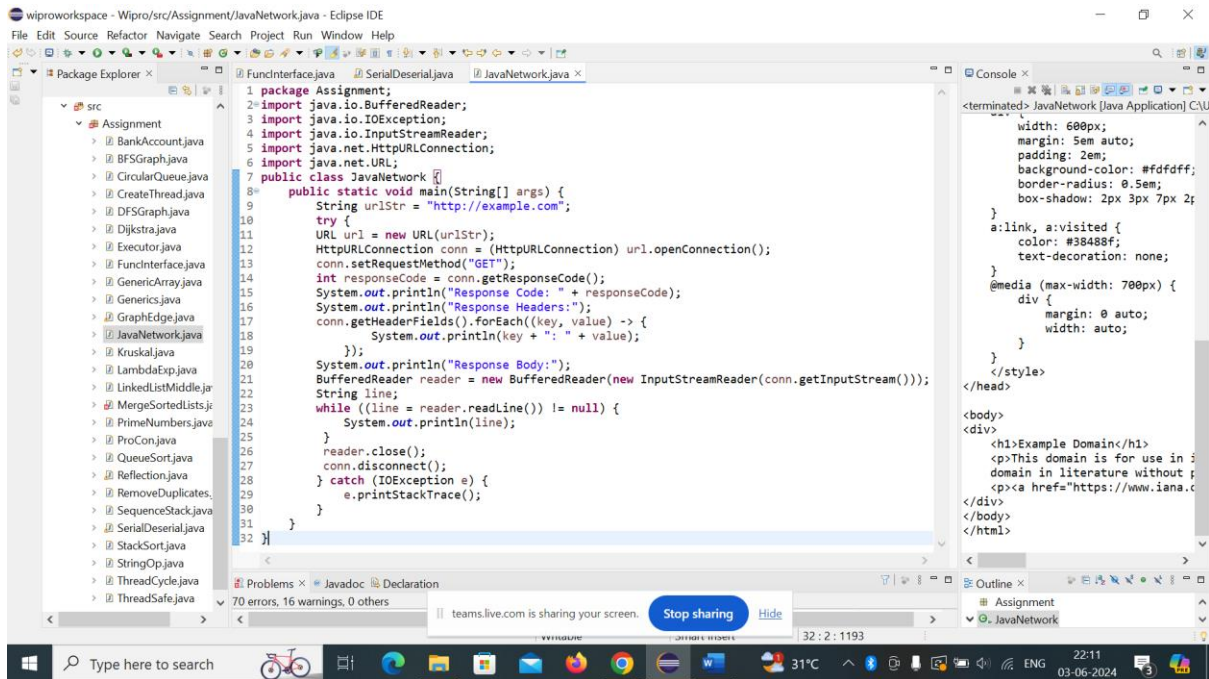 wiproworkspace - Wipro/src/Assignment/JavaNetwork.java - Eclipse IDE
File Edit Source Refactor Navigate Search Project Run Window Help
Package Explorer
src
Assignment
BankAccount.java
BFSGraph.java
CircularQueue.java
CreateThread.java
DFSGraph.java
Dijkstra.java
Executor.java
FuncInterface.java
GenericArray.java
Generics.java
GraphEdge.java
JavaNetwork.java
Kruskal.java
LambdaExp.java
LinkedListMiddle.jav
MergeSortedLists.ja
PrimeNumbers.java
ProCon.java
QueueSort.java
Reflection.java
RemoveDuplicates.
SequenceStack.java
SerialDeserial.java
StackSort.java
StringOp.java
ThreadCycle.java
ThreadSafe.java
FuncInterface.java SerialDeserial.java JavaNetwork.java
1 package Assignment;
2 import java.io.BufferedReader;
3 import java.io.IOException;
4 import java.io.InputStreamReader;
5 import java.net.HttpURLConnection;
6 import java.net.URL;
7 public class JavaNetwork {
8 public static void main(String[] args) {
9 String urlStr = "http://example.com";
10 try {
11 URL url = new URL(urlStr);
12 HttpURLConnection conn = (HttpURLConnection) url.openConnection();
13 conn.setRequestMethod("GET");
14 int responseCode = conn.getResponseCode();
15 System.out.println("Response Code: " + responseCode);
16 System.out.println("Response Headers:");
17 conn.getHeaderFields().forEach((key, value) -> {
18 System.out.println(key + ": " + value);
19 });
20 System.out.println("Response Body:");
21 BufferedReader reader = new BufferedReader(new InputStreamReader(conn.getInputStream()));
22 String line;
23 while ((line = reader.readLine()) != null) {
24 System.out.println(line);
25 }
26 reader.close();
27 conn.disconnect();
28 } catch (IOException e) {
29 e.printStackTrace();
30 }
31 }
32 }
Problems Javadoc Declaration
70 errors, 16 warnings, 0 others
Console
<terminated> JavaNetwork [Java Application] C:\U
width: 600px;
margin: 5em auto;
padding: 2em;
background-color: #fdfdff;
border-radius: 0.5em;
box-shadow: 2px 3px 7px 2p
}
a:link, a:visited {
color: #38488f;
text-decoration: none;
}
@media (max-width: 700px) {
div {
margin: 0 auto;
width: auto;
}
}
</style>
</head>
<body>
<div>
<h1>Example Domain</h1>
<p>This domain is for use in i
domain in literature without p
<p><a href="https://www.iana.o
</div>
</body>
</html>
Outline
Assignment
JavaNetwork
teams.live.com is sharing your screen. Stop sharing Hide
Writable Smart Insert 32 : 2 : 1193
Type here to search
31°C ENG 22:11
03-06-2024